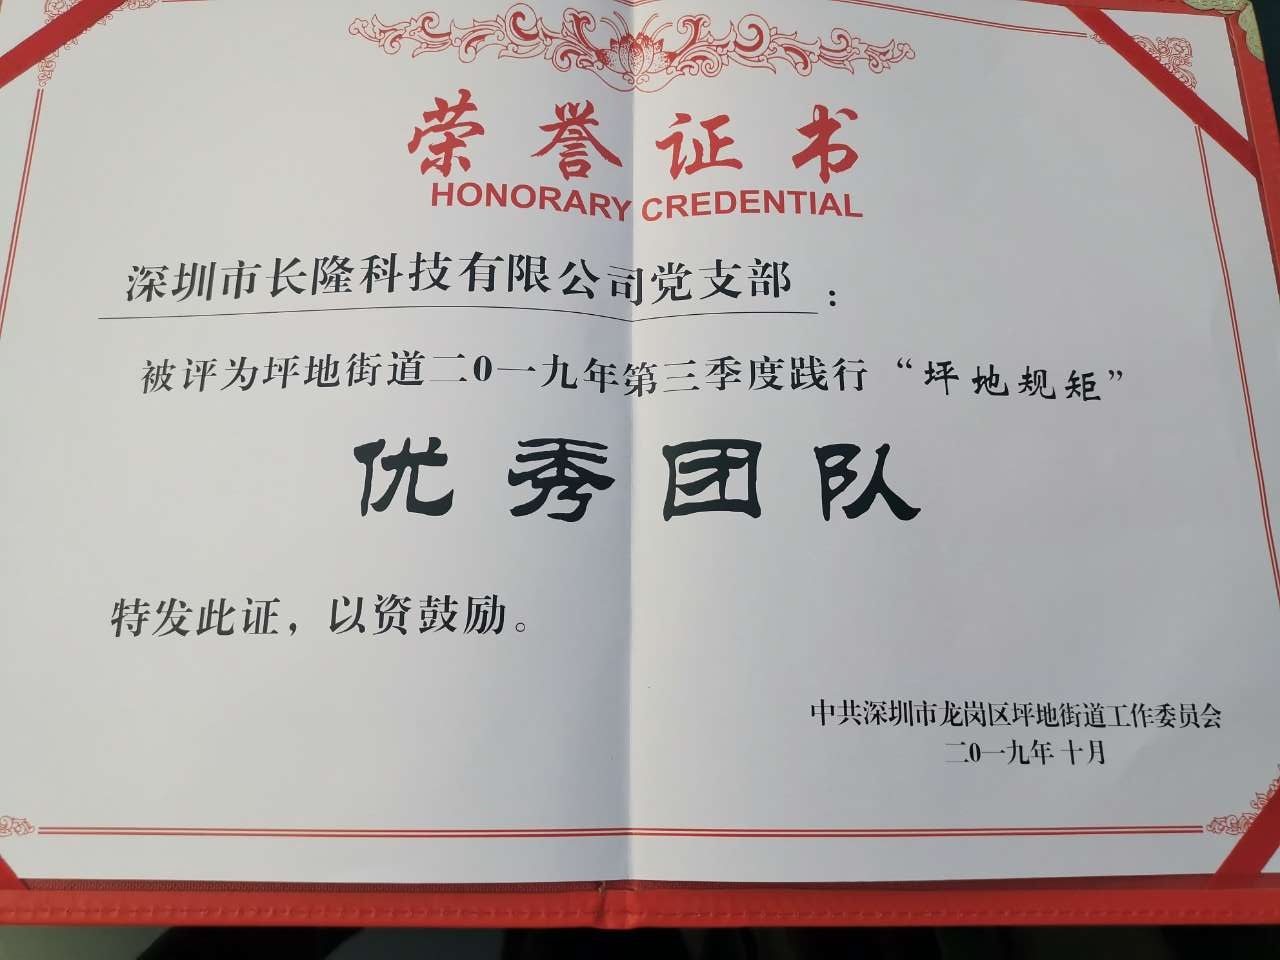 荣誉证书
HONORARY CREDENTIAL
深圳市长隆科技有限公司党支部：
被评为坪地街道二0一九年第三季度践行“坪地规矩”
优秀团队
特发此证，以资鼓励。
中共深圳市龙岗区坪地街道工作委员会
二0一九年十月